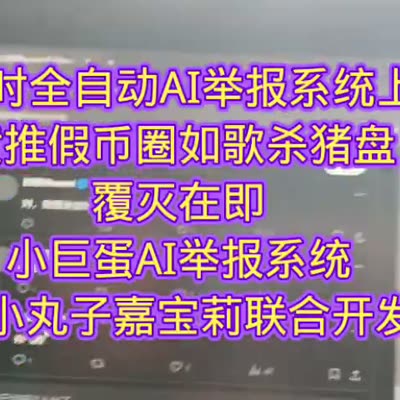 时全自动AI举报系统上
推假币圈如歌杀猪盘
覆灭在即
小巨蛋AI举报系统
小丸子嘉宝莉联合开发